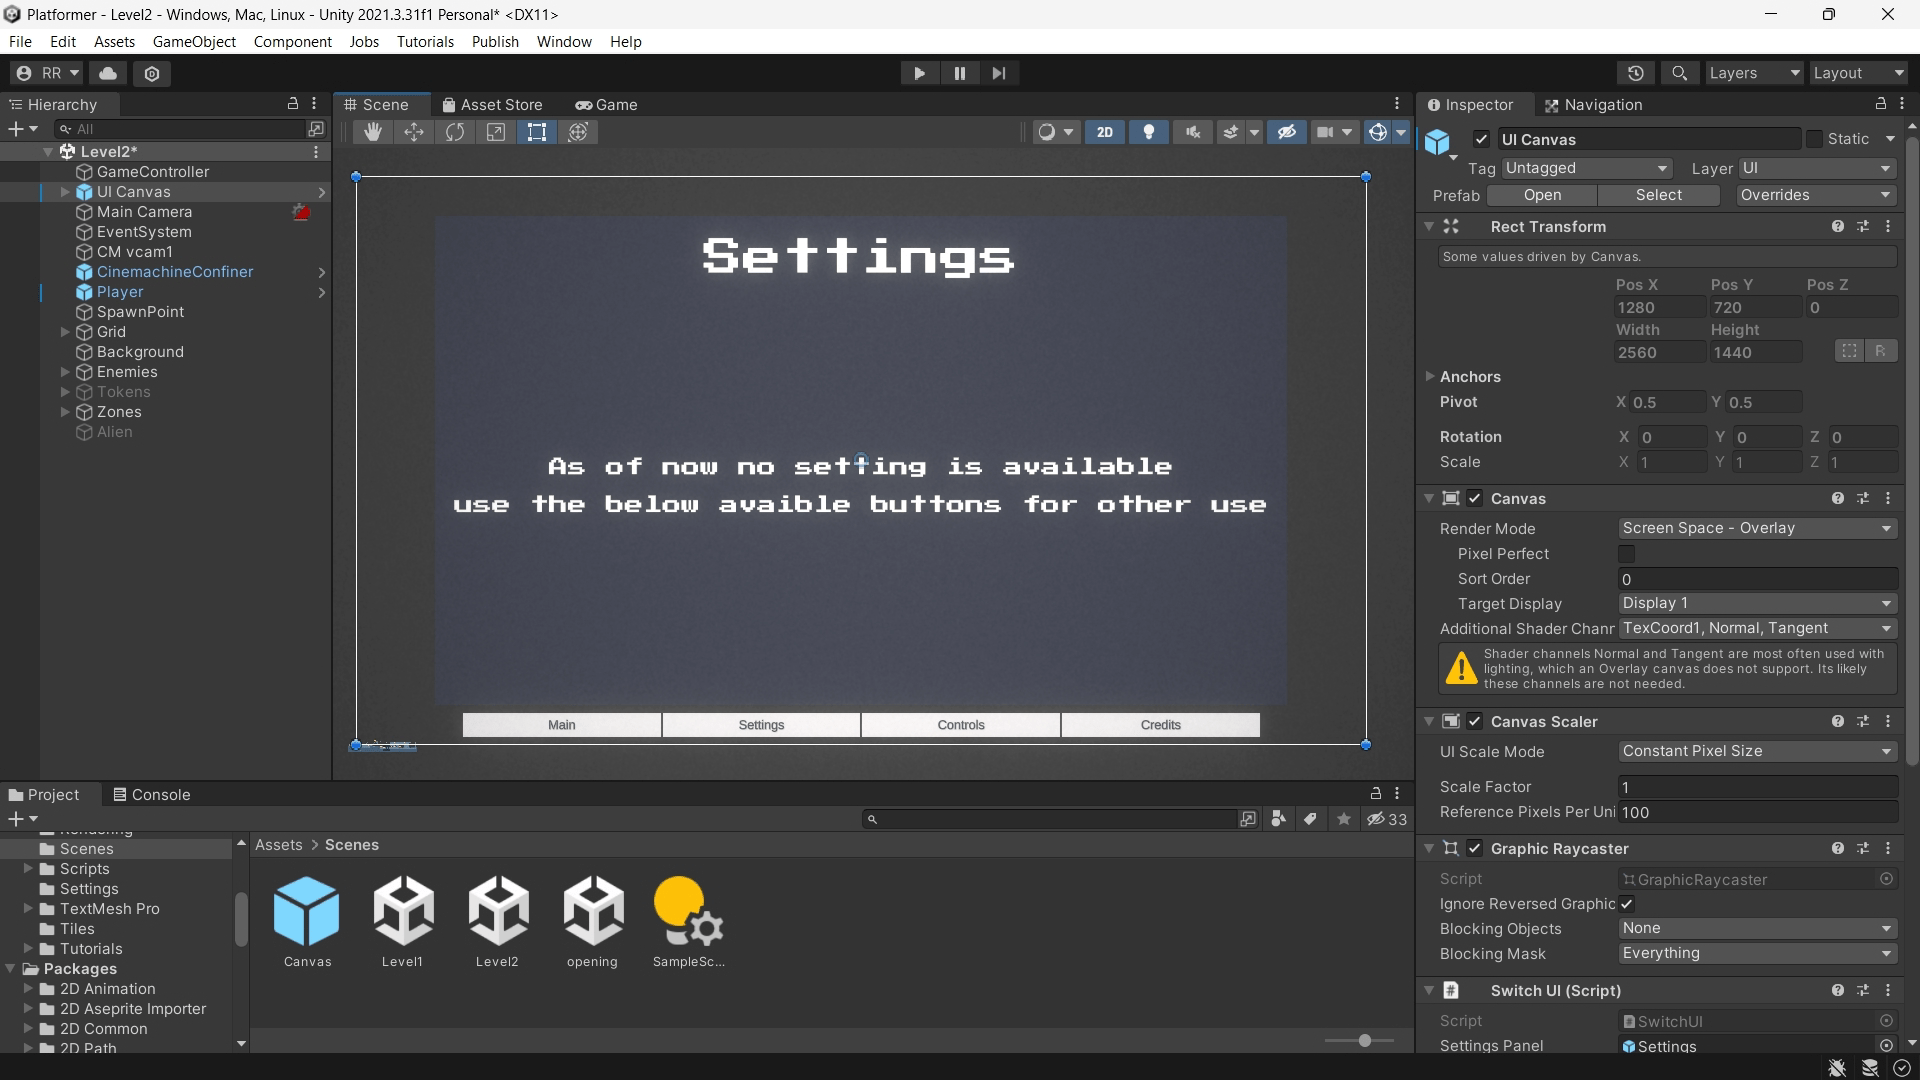 Platformer - Level2 - Windows, Mac, Linux - Unity 2021.3.31f1 Personal* <DX11>
File Edit Assets GameObject Component Jobs Tutorials Publish Window Help
RR Layers Layout
Hierarchy
All
Level2*
GameController
UI Canvas
Main Camera
EventSystem
CM vcam1
CinemachineConfiner
Player
SpawnPoint
Grid
Background
Enemies
Tokens
Zones
Alien
Scene Asset Store Game
2D
Settings
As of now no setting is available
use the below avaible buttons for other use
Main Settings Controls Credits
Project Console
33
Scenes
Scripts
Settings
TextMesh Pro
Tiles
Tutorials
Packages
2D Animation
2D Aseprite Importer
2D Common
2D Path
Assets > Scenes
Canvas Level1 Level2 opening SampleSc...
Inspector Navigation
UI Canvas Static
Tag Untagged Layer UI
Prefab Open Select Overrides
Rect Transform
Some values driven by Canvas.
Pos X Pos Y Pos Z
1280 720 0
Width Height
2560 1440 R
Anchors
Pivot X 0.5 Y 0.5
Rotation X 0 Y 0 Z 0
Scale X 1 Y 1 Z 1
Canvas
Render Mode Screen Space - Overlay
Pixel Perfect
Sort Order 0
Target Display Display 1
Additional Shader Chann TexCoord1, Normal, Tangent
Shader channels Normal and Tangent are most often used with
lighting, which an Overlay canvas does not support. Its likely
these channels are not needed.
Canvas Scaler
UI Scale Mode Constant Pixel Size
Scale Factor 1
Reference Pixels Per Uni 100
Graphic Raycaster
Script GraphicRaycaster
Ignore Reversed Graphic
Blocking Objects None
Blocking Mask Everything
Switch UI (Script)
Script SwitchUI
Settings Panel Settings